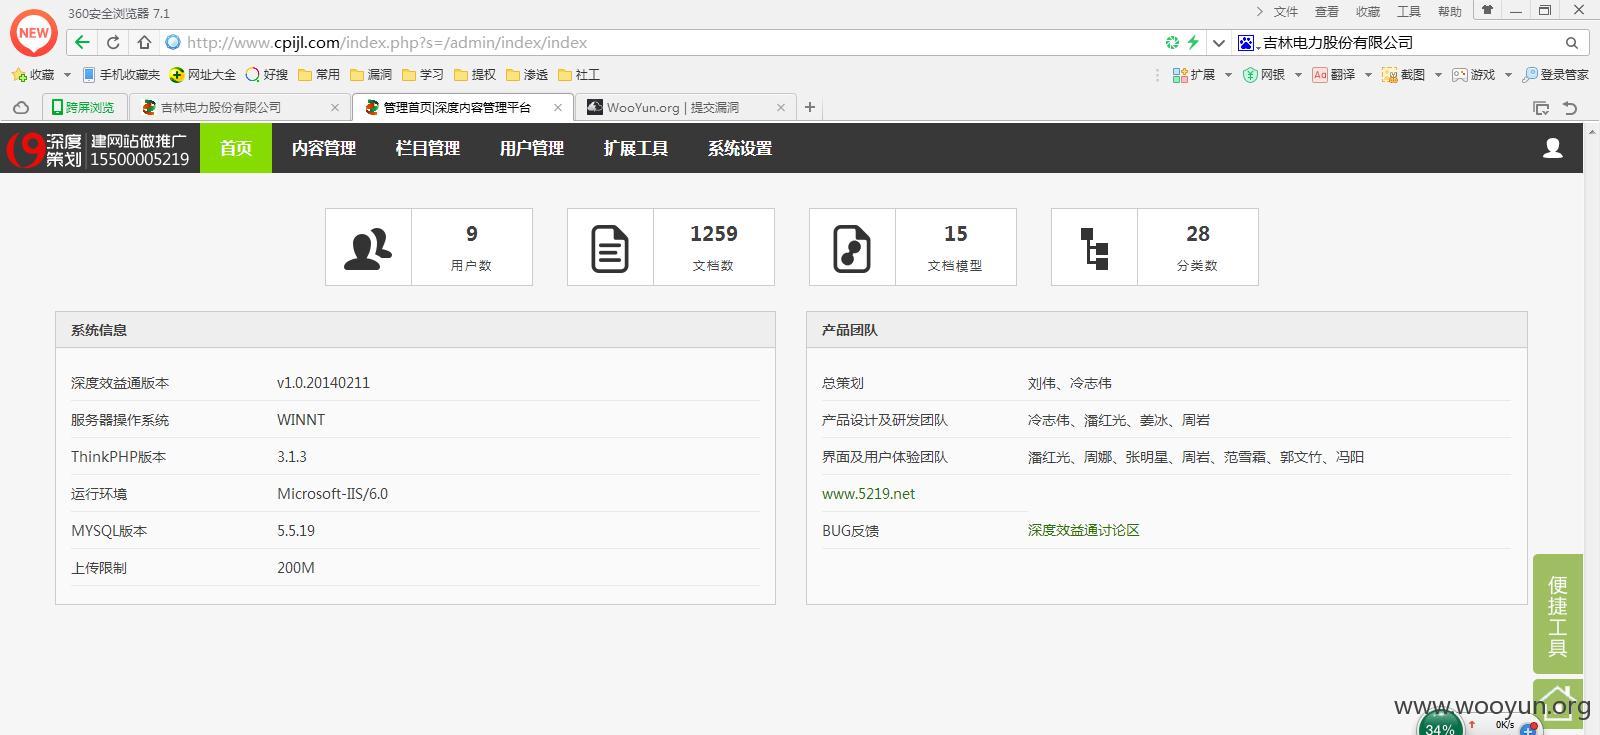 360安全浏览器 7.1
文件 查看 收藏 工具 帮助
NEW
http://www.cpijl.com/index.php?s=/admin/index/index
吉林电力股份有限公司
收藏 手机收藏夹 网址大全 好搜 常用 漏洞 学习 提权 渗透 社工
扩展 网银 Aa 翻译 截图 游戏 登录管家
跨屏浏览 吉林电力股份有限公司 管理首页|深度内容管理平台 WooYun.org | 提交漏洞
深度策划 建网站做推广 15500005219
首页 内容管理 栏目管理 用户管理 扩展工具 系统设置
9 1259 15 28
用户数 文档数 文档模型 分类数
系统信息
深度效益通版本 v1.0.20140211
服务器操作系统 WINNT
ThinkPHP版本 3.1.3
运行环境 Microsoft-IIS/6.0
MYSQL版本 5.5.19
上传限制 200M
产品团队
总策划 刘伟、冷志伟
产品设计及研发团队 冷志伟、潘红光、姜冰、周岩
界面及用户体验团队 潘红光、周娜、张明星、周岩、范雪霜、郭文竹、冯阳
www.5219.net
BUG反馈 深度效益通讨论区
便捷工具
www.wooyun.org
34% 0K/s